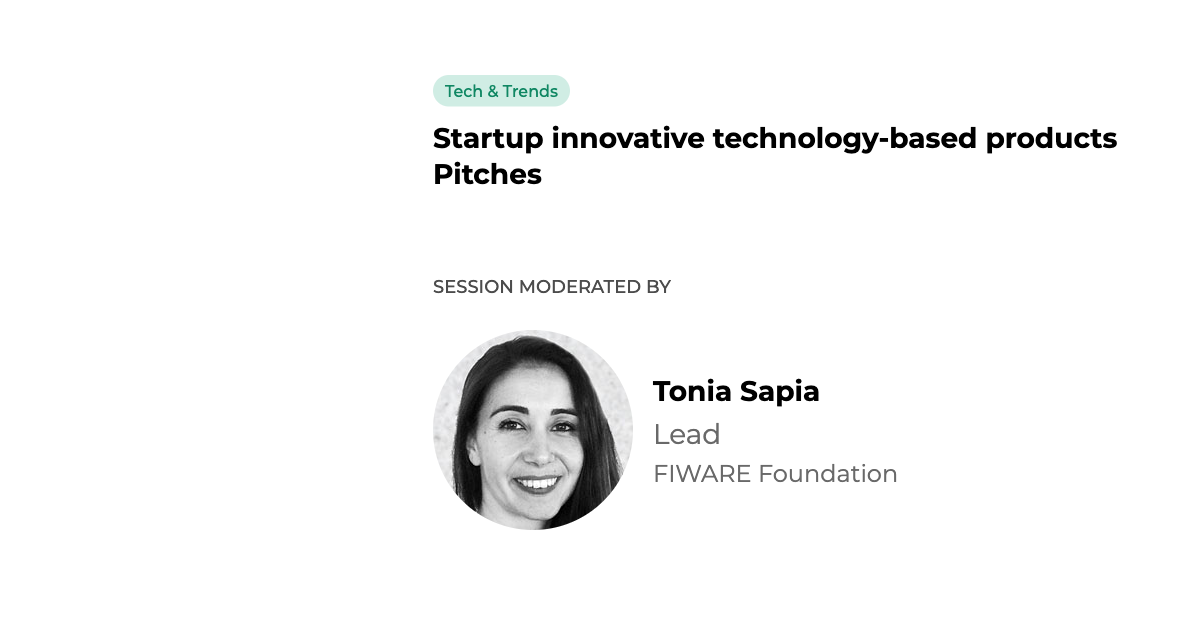 Tech & Trends
Startup innovative technology-based products
Pitches
SESSION MODERATED BY
Tonia Sapia
Lead
FIWARE Foundation